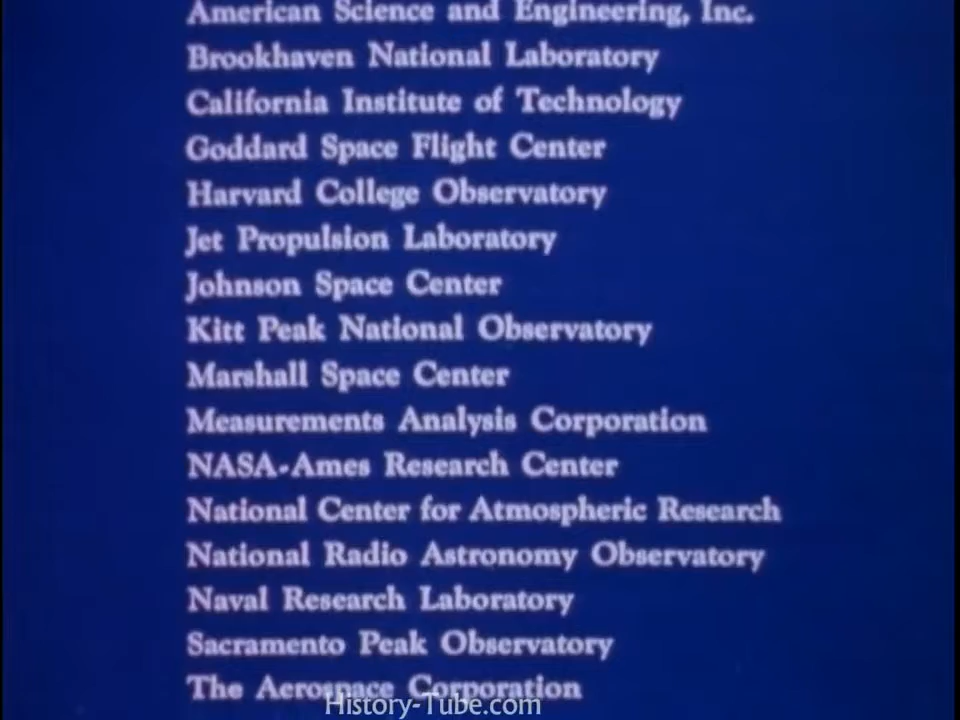 American Science and Engineering, Inc.
Brookhaven National Laboratory
California Institute of Technology
Goddard Space Flight Center
Harvard College Observatory
Jet Propulsion Laboratory
Johnson Space Center
Kitt Peak National Observatory
Marshall Space Center
Measurements Analysis Corporation
NASA-Ames Research Center
National Center for Atmospheric Research
National Radio Astronomy Observatory
Naval Research Laboratory
Sacramento Peak Observatory
The Aerospace Corporation
History-Tube.com